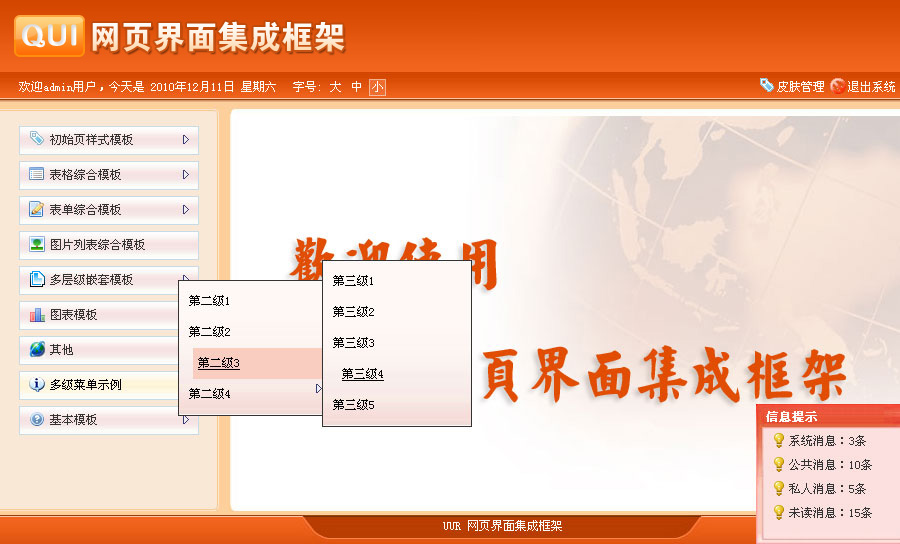 QUI 网页界面集成框架
欢迎admin用户，今天是 2010年12月11日 星期六 字号: 大 中 小
皮肤管理 退出系统
初始页样式模板
表格综合模板
表单综合模板
图片列表综合模板
多层级嵌套模板
图表模板
其他
多级菜单示例
基本模板
第二级1
第二级2
第二级3
第二级4
第三级1
第三级2
第三级3
第三级4
第三级5
歡迎使用
頁界面集成框架
信息提示
系统消息：3条
公共消息：10条
私人消息：5条
未读消息：15条
UUR 网页界面集成框架